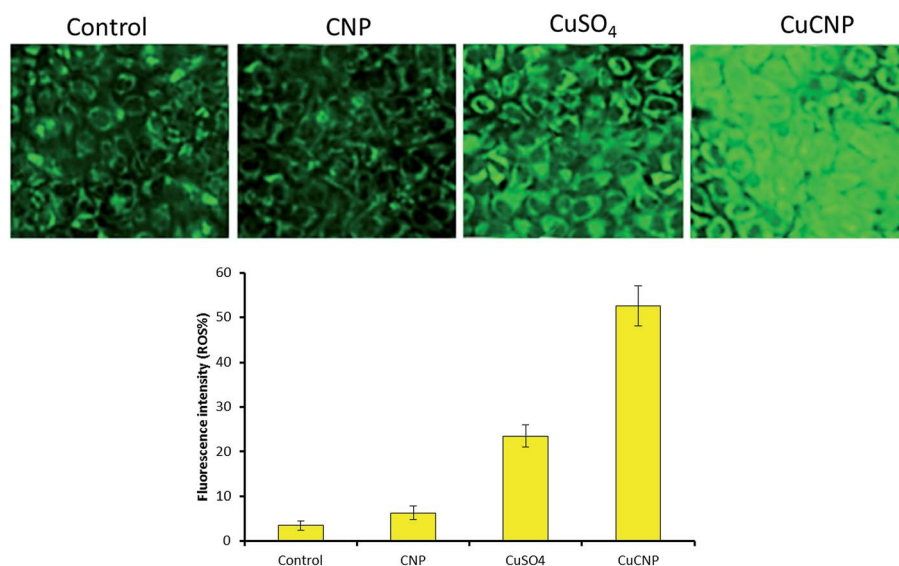 Control
CNP
CuSO₄
CuCNP
Fluorescence intensity (ROS%)
60
50
40
30
20
10
0
Control
CNP
CuSO4
CuCNP